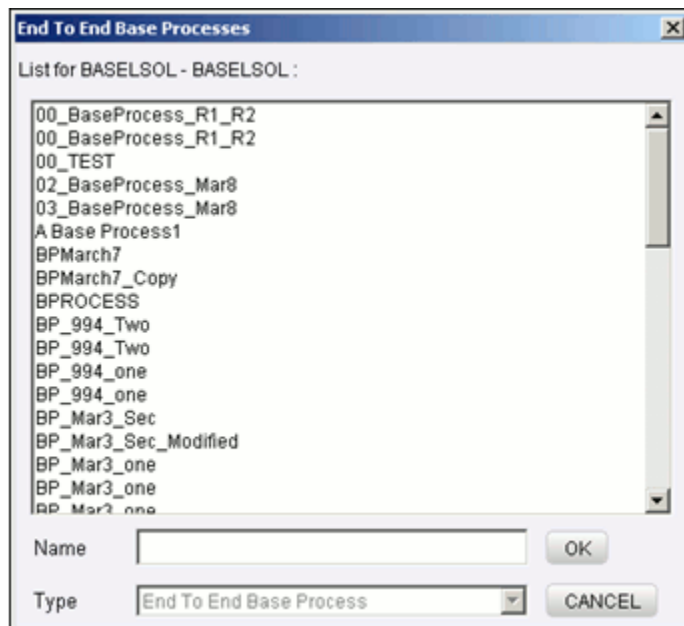 End To End Base Processes
List for BASELSOL - BASELSOL :
00_BaseProcess_R1_R2
00_BaseProcess_R1_R2
00_TEST
02_BaseProcess_Mar8
03_BaseProcess_Mar8
A Base Process1
BPMarch7
BPMarch7_Copy
BPROCESS
BP_994_Two
BP_994_Two
BP_994_one
BP_994_one
BP_Mar3_Sec
BP_Mar3_Sec_Modified
BP_Mar3_one
BP_Mar3_one
BP_Mar3_one
Name OK
Type End To End Base Process CANCEL